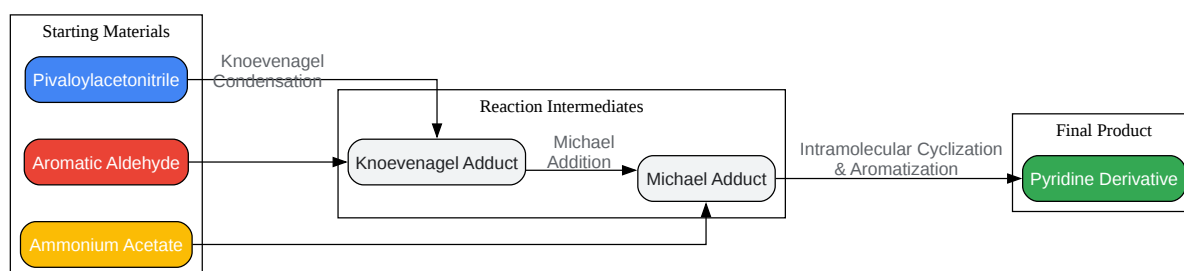 Starting Materials
Pivaloylacetonitrile
Knoevenagel
Condensation
Aromatic Aldehyde
Ammonium Acetate
Reaction Intermediates
Knoevenagel Adduct
Michael
Addition
Michael Adduct
Intramolecular Cyclization
& Aromatization
Final Product
Pyridine Derivative